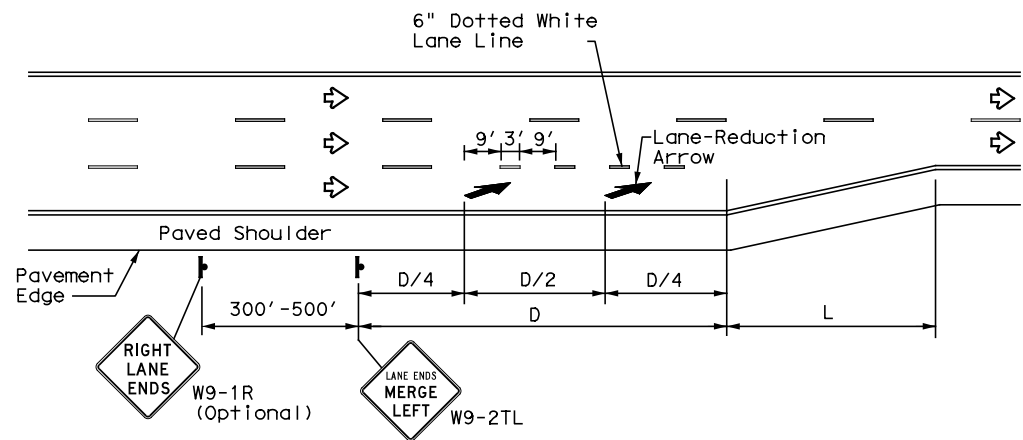 6" Dotted White
Lane Line
9' 3' 9'
Lane-Reduction
Arrow
Paved Shoulder
Pavement
Edge
D/4 D/2 D/4
300'-500' D L
RIGHT
LANE
ENDS
W9-1R
(Optional)
LANE ENDS
MERGE
LEFT
W9-2TL